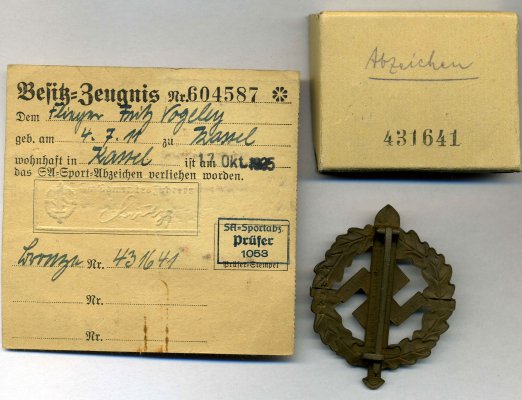 Besitz-Zeugnis Nr. 604587
Dem Flieger Fritz Vogeley
geb. am 4. 7. 11 zu Kassel
wohnhaft in Kassel ist am 17. Okt. 1935
das SA-Sport-Abzeichen verliehen worden.
SA-Sportabz.
Prüfer
1053
Prüfer-Stempel
Bronze Nr. 431641
Nr.
Nr.
Abzeichen
431641